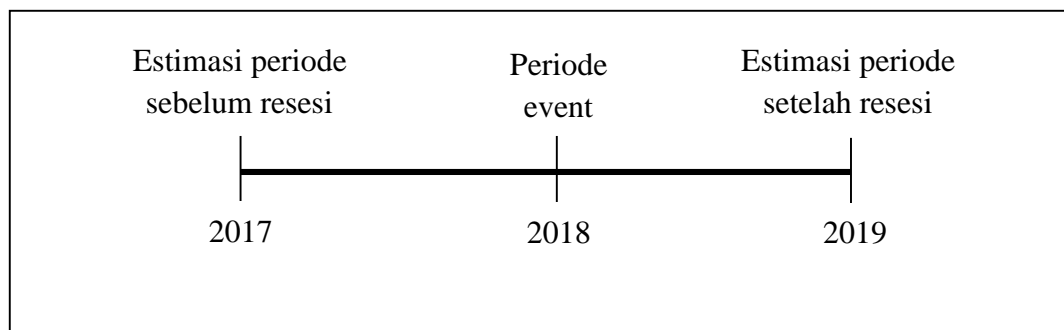 Estimasi periode
sebelum resesi
Periode
event
Estimasi periode
setelah resesi
2017
2018
2019